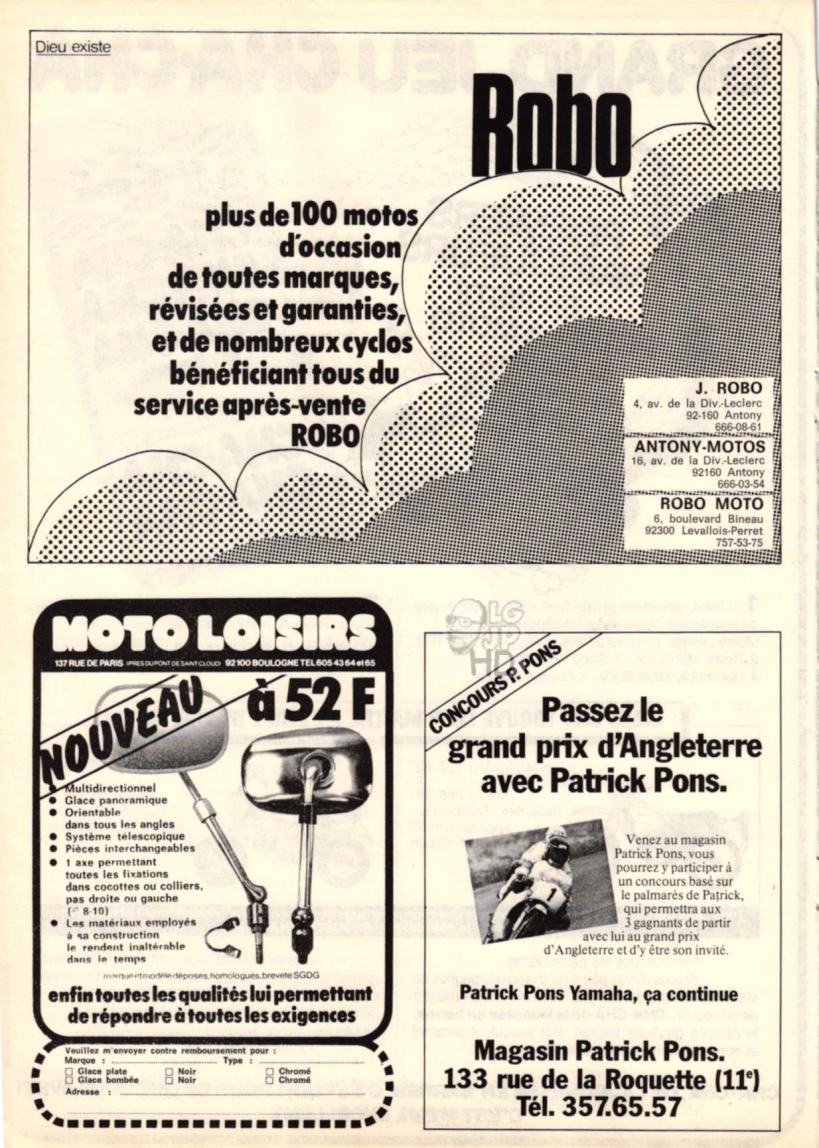 Dieu existe
Robo
plus de 100 motos
d'occasion
de toutes marques,
révisées et garanties,
et de nombreux cyclos
bénéficiant tous du
service après-vente
ROBO
J. ROBO
4, av. de la Div.-Leclerc
92-160 Antony
666-08-61
ANTONY-MOTOS
16, av. de la Div.-Leclerc
92160 Antony
666-03-54
ROBO MOTO
6, boulevard Bineau
92300 Levallois-Perret
757-53-75
MOTO LOISIRS
137 RUE DE PARIS (PRES DU PONT DE SAINT-CLOUD) 92100 BOULOGNE TEL 605 43 64 et 65
NOUVEAU
à 52 F
● Multidirectionnel
● Glace panoramique
● Orientable
dans tous les angles
● Système télescopique
● Pièces interchangeables
● 1 axe permettant
toutes les fixations
dans cocottes ou colliers,
pas droite ou gauche
8-10)
● Les matériaux employés
à sa construction
le rendent inaltérable
dans le temps
marque et modèle déposés, homologués, breveté SGDG
enfin toutes les qualités lui permettant
de répondre à toutes les exigences
Veuillez m'envoyer contre remboursement pour :
Marque : Type :
□ Glace plate □ Noir □ Chromé
□ Glace bombée □ Noir □ Chromé
Adresse :
LG
JP
HD
CONCOURS P. PONS
Passez le
grand prix d'Angleterre
avec Patrick Pons.
1
Venez au magasin
Patrick Pons, vous
pourrez y participer à
un concours basé sur
le palmarés de Patrick,
qui permettra aux
3 gagnants de partir
avec lui au grand prix
d'Angleterre et d'y être son invité.
Patrick Pons Yamaha, ça continue
Magasin Patrick Pons.
133 rue de la Roquette (11e)
Tél. 357.65.57